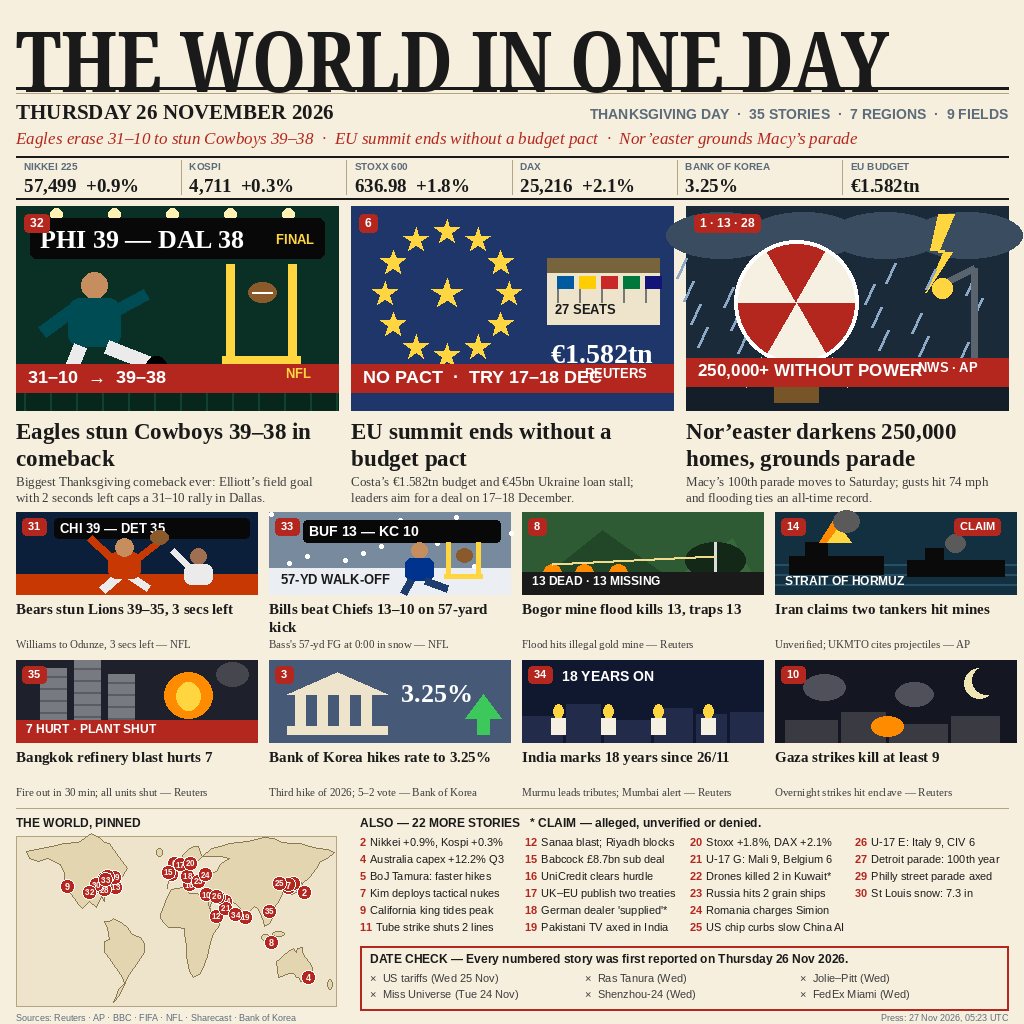 THE WORLD IN ONE DAY
THURSDAY 26 NOVEMBER 2026
THANKSGIVING DAY · 35 STORIES · 7 REGIONS · 9 FIELDS
Eagles erase 31–10 to stun Cowboys 39–38 · EU summit ends without a budget pact · Nor’easter grounds Macy’s parade
NIKKEI 225
57,499 +0.9%
KOSPI
4,711 +0.3%
STOXX 600
636.98 +1.8%
DAX
25,216 +2.1%
BANK OF KOREA
3.25%
EU BUDGET
€1.582tn
32
PHI 39 — DAL 38 FINAL
31–10 → 39–38
NFL
6
27 SEATS
€1.582tn
NO PACT · TRY 17–18 DEC
REUTERS
1 · 13 · 28
250,000+ WITHOUT POWER
NWS · AP
Eagles stun Cowboys 39–38 in
comeback
Biggest Thanksgiving comeback ever: Elliott’s field goal
with 2 seconds left caps a 31–10 rally in Dallas.
EU summit ends without a
budget pact
Costa’s €1.582tn budget and €45bn Ukraine loan stall;
leaders aim for a deal on 17–18 December.
Nor’easter darkens 250,000
homes, grounds parade
Macy’s 100th parade moves to Saturday; gusts hit 74 mph
and flooding ties an all-time record.
31
CHI 39 — DET 35
Bears stun Lions 39–35, 3 secs left
Williams to Odunze, 3 secs left — NFL
33
BUF 13 — KC 10
57-YD WALK-OFF
Bills beat Chiefs 13–10 on 57-yard
kick
Bass's 57-yd FG at 0:00 in snow — NFL
8
13 DEAD · 13 MISSING
Bogor mine flood kills 13, traps 13
Flood hits illegal gold mine — Reuters
14
CLAIM
STRAIT OF HORMUZ
Iran claims two tankers hit mines
Unverified; UKMTO cites projectiles — AP
35
7 HURT · PLANT SHUT
Bangkok refinery blast hurts 7
Fire out in 30 min; all units shut — Reuters
3
3.25%
Bank of Korea hikes rate to 3.25%
Third hike of 2026; 5–2 vote — Bank of Korea
34
18 YEARS ON
India marks 18 years since 26/11
Murmu leads tributes; Mumbai alert — Reuters
10
Gaza strikes kill at least 9
Overnight strikes hit enclave — Reuters
THE WORLD, PINNED
9
32
33
13
15
20
18
24
10
26
12
34
35
25
7
2
8
4
ALSO — 22 MORE STORIES * CLAIM — alleged, unverified or denied.
2 Nikkei +0.9%, Kospi +0.3%
4 Australia capex +12.2% Q3
5 BoJ Tamura: faster hikes
7 Kim deploys tactical nukes
9 California king tides peak
11 Tube strike shuts 2 lines
12 Sanaa blast; Riyadh blocks
15 Babcock £8.7bn sub deal
16 UniCredit clears hurdle
17 UK–EU publish two treaties
18 German dealer 'supplied'*
19 Pakistani TV axed in India
20 Stoxx +1.8%, DAX +2.1%
21 U-17 G: Mali 9, Belgium 6
22 Drones killed 2 in Kuwait*
23 Russia hits 2 grain ships
24 Romania charges Simion
25 US chip curbs slow China AI
26 U-17 E: Italy 9, CIV 6
27 Detroit parade: 100th year
29 Philly street parade axed
30 St Louis snow: 7.3 in
DATE CHECK — Every numbered story was first reported on Thursday 26 Nov 2026.
× US tariffs (Wed 25 Nov)
× Ras Tanura (Wed)
× Jolie–Pitt (Wed)
× Miss Universe (Tue 24 Nov)
× Shenzhou-24 (Wed)
× FedEx Miami (Wed)
Sources: Reuters · AP · BBC · FIFA · NFL · Sharecast · Bank of Korea
Press: 27 Nov 2026, 05:23 UTC